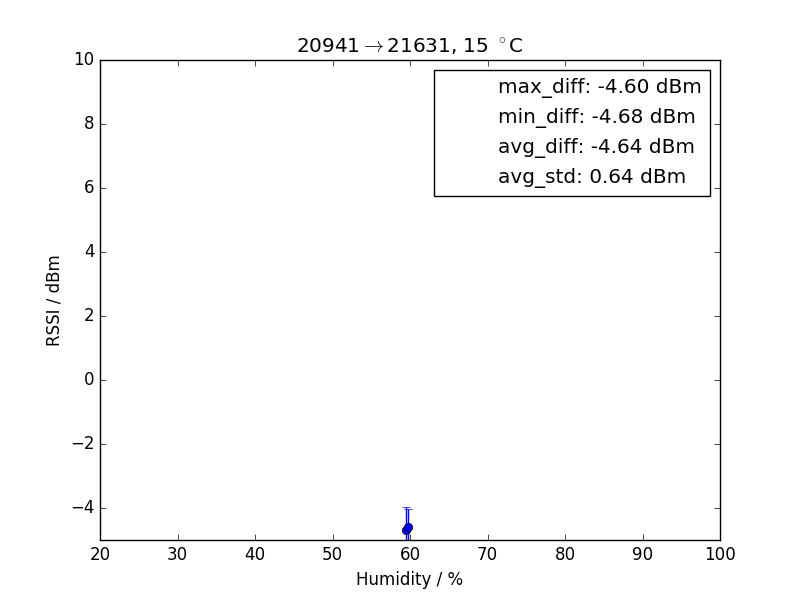 20941→21631, 15 °C
max_diff: -4.60 dBm
min_diff: -4.68 dBm
avg_diff: -4.64 dBm
avg_std: 0.64 dBm
RSSI / dBm
10
8
6
4
2
0
−2
−4
20 30 40 50 60 70 80 90 100
Humidity / %